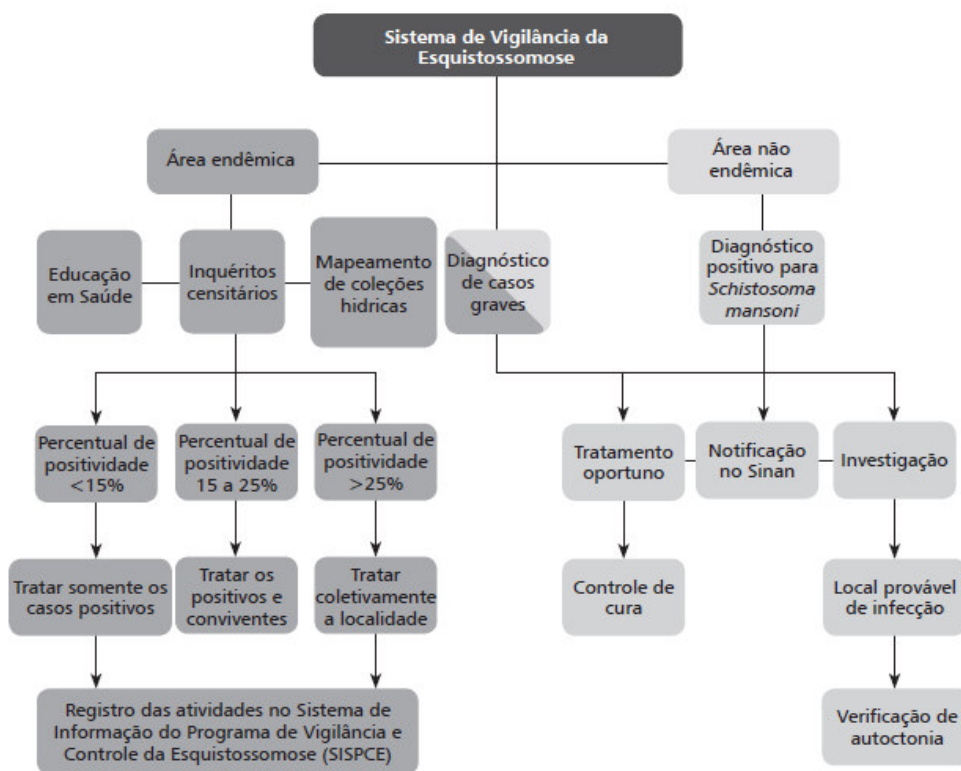 Sistema de Vigilância da
Esquistossomose
Área endêmica
Área não
endêmica
Educação
em Saúde
Inquéritos
censitários
Mapeamento
de coleções
hidricas
Diagnóstico
de casos
graves
Diagnóstico
positivo para
Schistosoma
mansoni
Percentual de
positividade
<15%
Percentual de
positividade
15 a 25%
Percentual de
positividade
>25%
Tratamento
oportuno
Notificação
no Sinan
Investigação
Tratar somente os
casos positivos
Tratar os
positivos e
conviventes
Tratar
coletivamente
a localidade
Controle de
cura
Local provável
de infecção
Registro das atividades no Sistema de
Informação do Programa de Vigilância e
Controle da Esquistossomose (SISPCE)
Verificação de
autoctonia